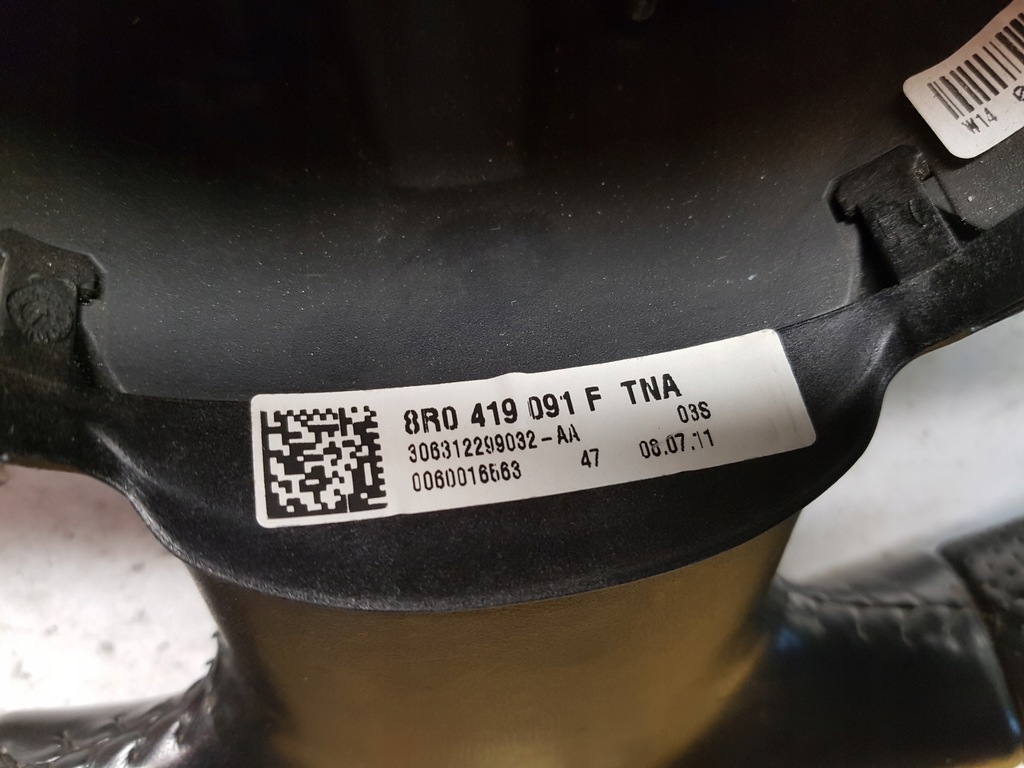 W14
8R0 419 091 F TNA
306312299032-AA 03S
0060016563 47 08.07.11